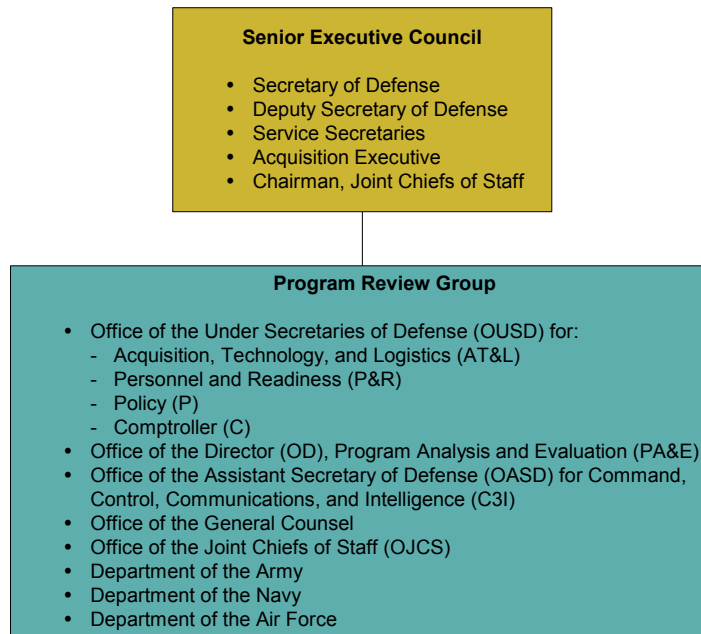 Senior Executive Council
• Secretary of Defense
• Deputy Secretary of Defense
• Service Secretaries
• Acquisition Executive
• Chairman, Joint Chiefs of Staff
Program Review Group
• Office of the Under Secretaries of Defense (OUSD) for:
- Acquisition, Technology, and Logistics (AT&L)
- Personnel and Readiness (P&R)
- Policy (P)
- Comptroller (C)
• Office of the Director (OD), Program Analysis and Evaluation (PA&E)
• Office of the Assistant Secretary of Defense (OASD) for Command,
Control, Communications, and Intelligence (C3I)
• Office of the General Counsel
• Office of the Joint Chiefs of Staff (OJCS)
• Department of the Army
• Department of the Navy
• Department of the Air Force